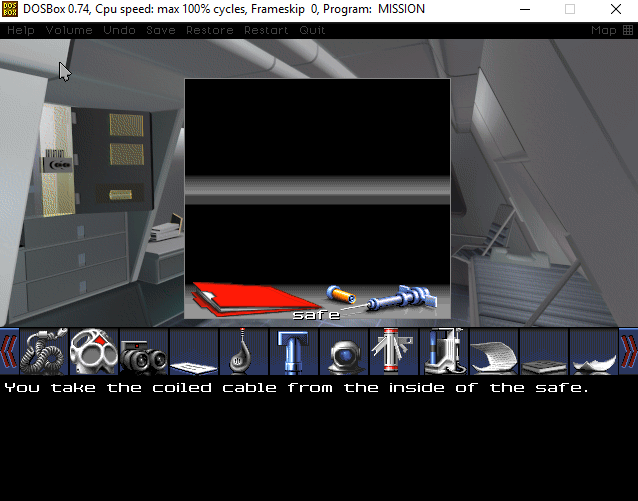 DOSBox 0.74, Cpu speed: max 100% cycles, Frameskip 0, Program: MISSION
Help Volume Undo Save Restore Restart Quit Map
safe
You take the coiled cable from the inside of the safe.